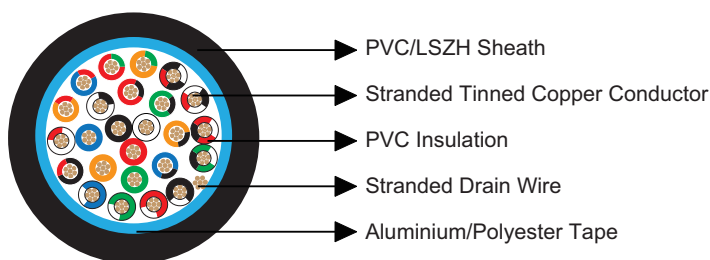 PVC/LSZH Sheath
Stranded Tinned Copper Conductor
PVC Insulation
Stranded Drain Wire
Aluminium/Polyester Tape